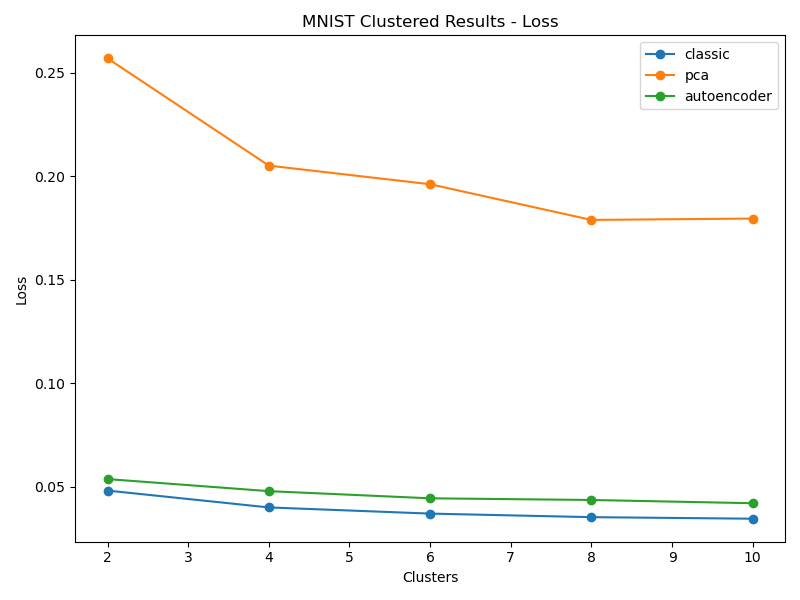 MNIST Clustered Results - Loss
classic
pca
autoencoder
0.25
0.20
0.15
0.10
0.05
Loss
2 3 4 5 6 7 8 9 10
Clusters